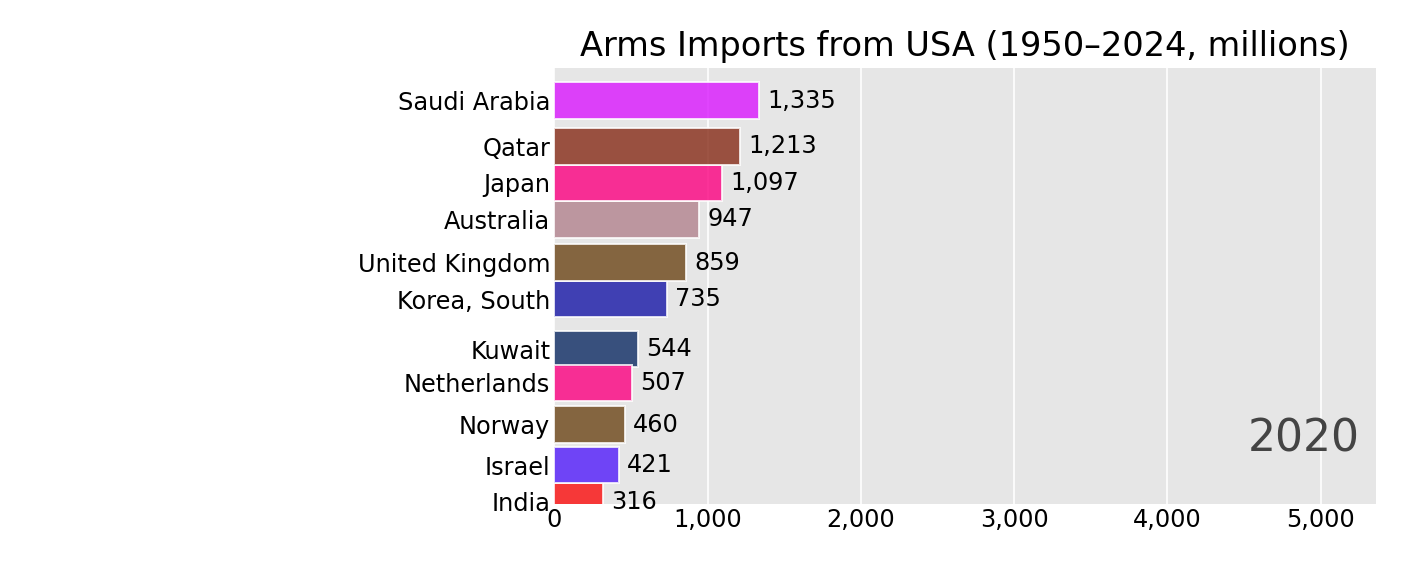 Arms Imports from USA (1950–2024, millions)
Saudi Arabia 1,335
Qatar 1,213
Japan 1,097
Australia 947
United Kingdom 859
Korea, South 735
Kuwait 544
Netherlands 507
Norway 460
2020
Israel 421
India 316
0 1,000 2,000 3,000 4,000 5,000